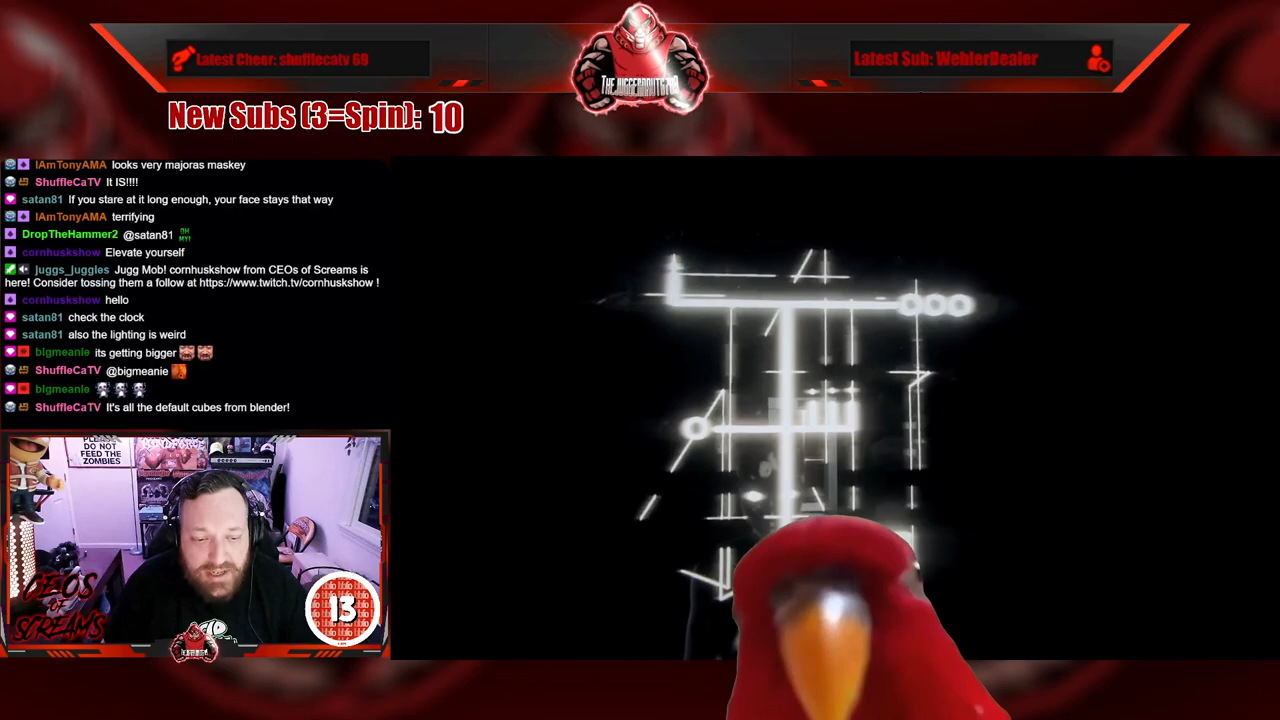 Latest Cheer: shufflecatv 69
THEJUGGERNAUT
Latest Sub: WehlerDealer
New Subs (3=Spin): 10
IAmTonyAMA looks very majoras maskey
ShuffleCaTV It IS!!!!
satan81 If you stare at it long enough, your face stays that way
IAmTonyAMA terrifying
DropTheHammer2 @satan81 OH MY!
cornhuskshow Elevate yourself
juggs_juggles Jugg Mob! cornhuskshow from CEOs of Screams is
here! Consider tossing them a follow at https://www.twitch.tv/cornhuskshow !
cornhuskshow hello
satan81 check the clock
satan81 also the lighting is weird
bigmeanie its getting bigger
ShuffleCaTV @bigmeanie
bigmeanie
ShuffleCaTV It's all the default cubes from blender!
PLEASE
DO NOT
FEED THE
ZOMBIES
CEOS
OF
SCREAMS
13